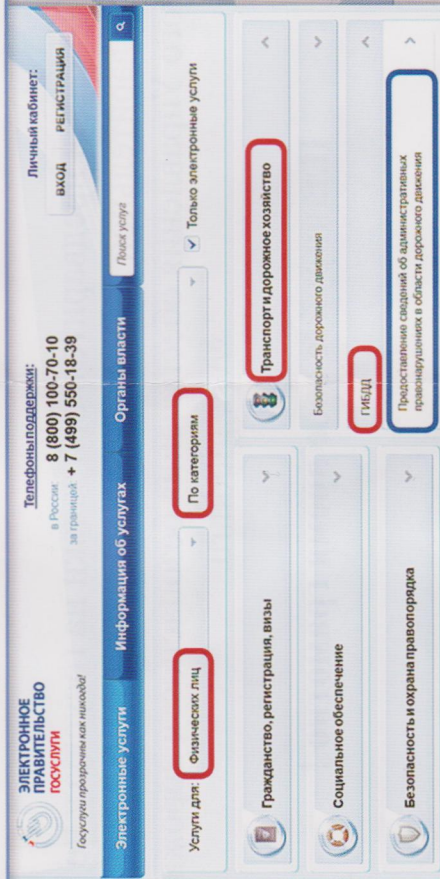 ЭЛЕКТРОННОЕ
ПРАВИТЕЛЬСТВО
ГОСУСЛУГИ
Госуслуги прозрачны как никогда!
Телефоны поддержки:
в России: 8 (800) 100-70-10
за границей: + 7 (499) 550-18-39
Личный кабинет:
ВХОД РЕГИСТРАЦИЯ
Электронные услуги Информация об услугах Органы власти Поиск услуг
Услуги для: Физических лиц По категориям Только электронные услуги
Гражданство, регистрация, визы
Социальное обеспечение
Безопасность и охрана правопорядка
Транспорт и дорожное хозяйство
Безопасность дорожного движения
ГИБДД
Предоставление сведений об административных
правонарушениях в области дорожного движения